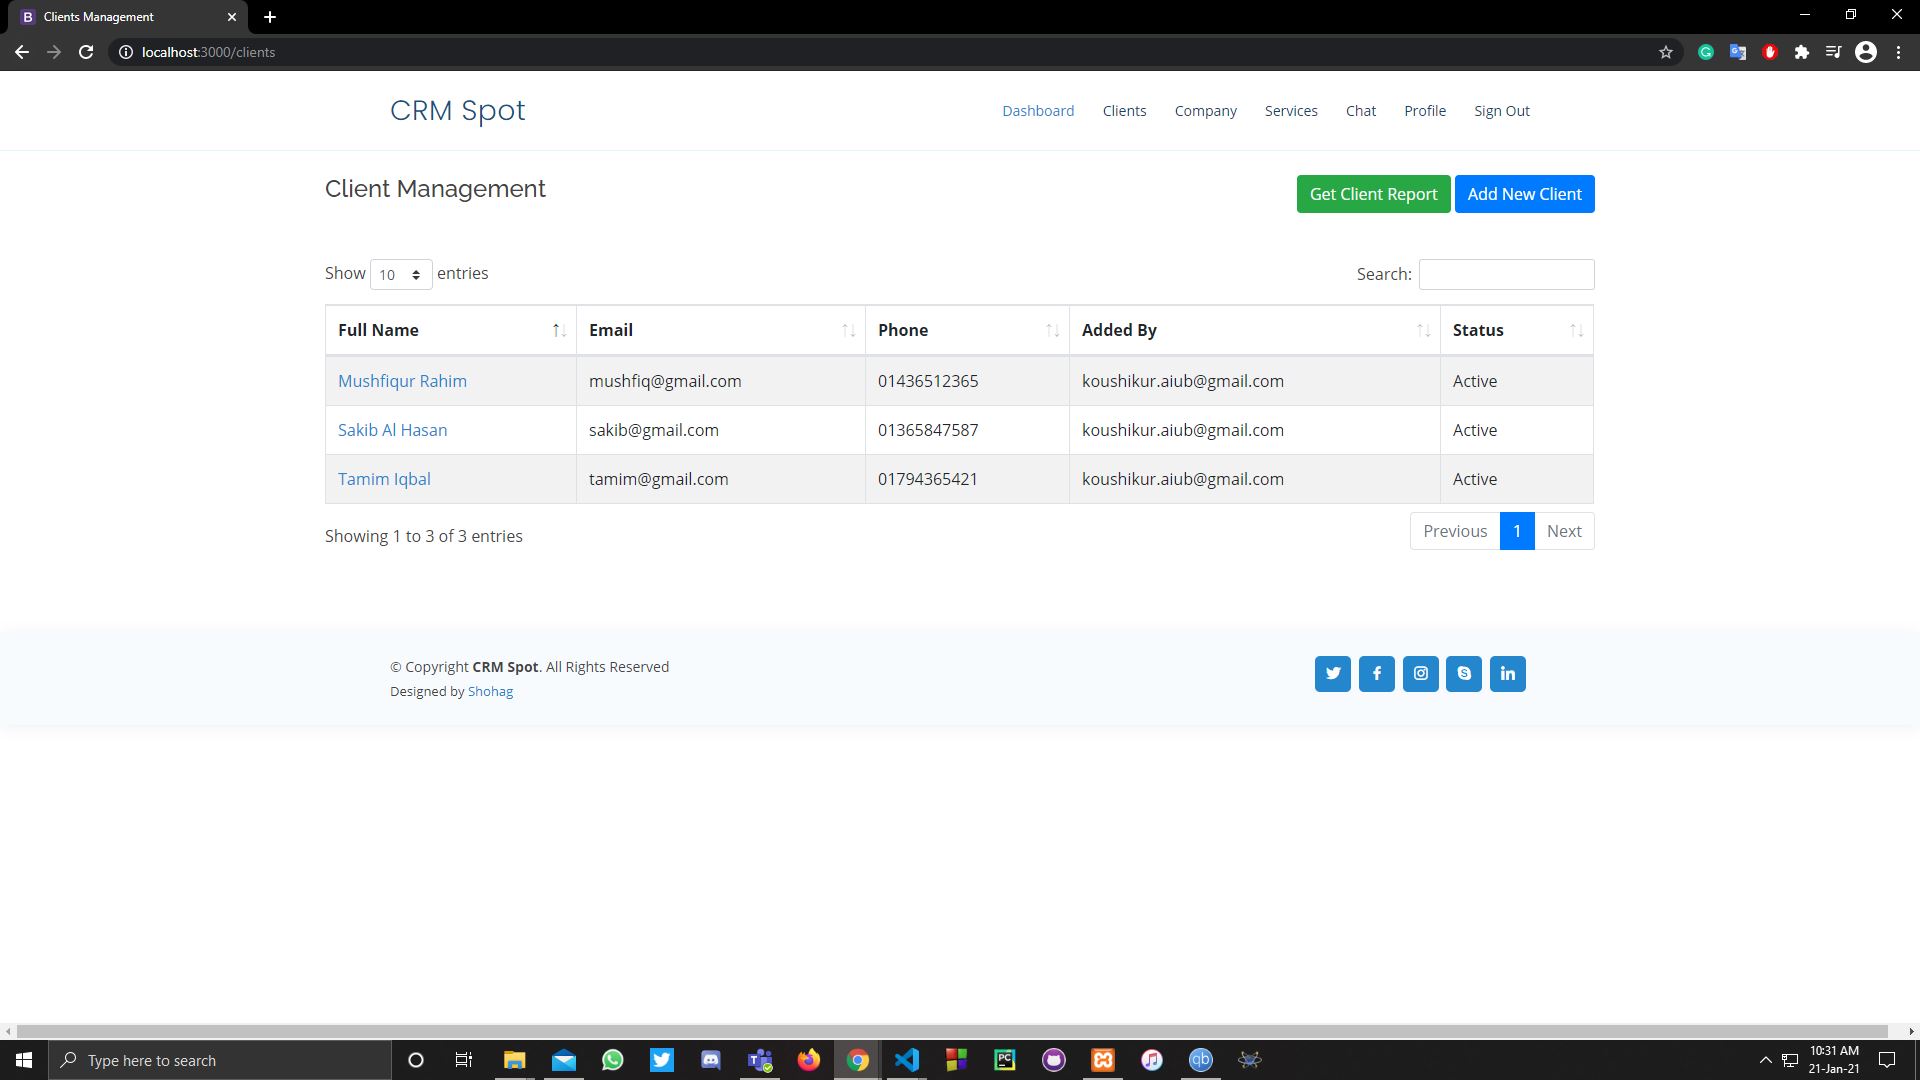 Clients Management
localhost:3000/clients
CRM Spot
Dashboard Clients Company Services Chat Profile Sign Out
Client Management
Get Client Report Add New Client
Show 10 entries Search:
Full Name Email Phone Added By Status
Mushfiqur Rahim mushfiq@gmail.com 01436512365 koushikur.aiub@gmail.com Active
Sakib Al Hasan sakib@gmail.com 01365847587 koushikur.aiub@gmail.com Active
Tamim Iqbal tamim@gmail.com 01794365421 koushikur.aiub@gmail.com Active
Showing 1 to 3 of 3 entries Previous 1 Next
© Copyright CRM Spot. All Rights Reserved
Designed by Shohag
Type here to search
10:31 AM
21-Jan-21